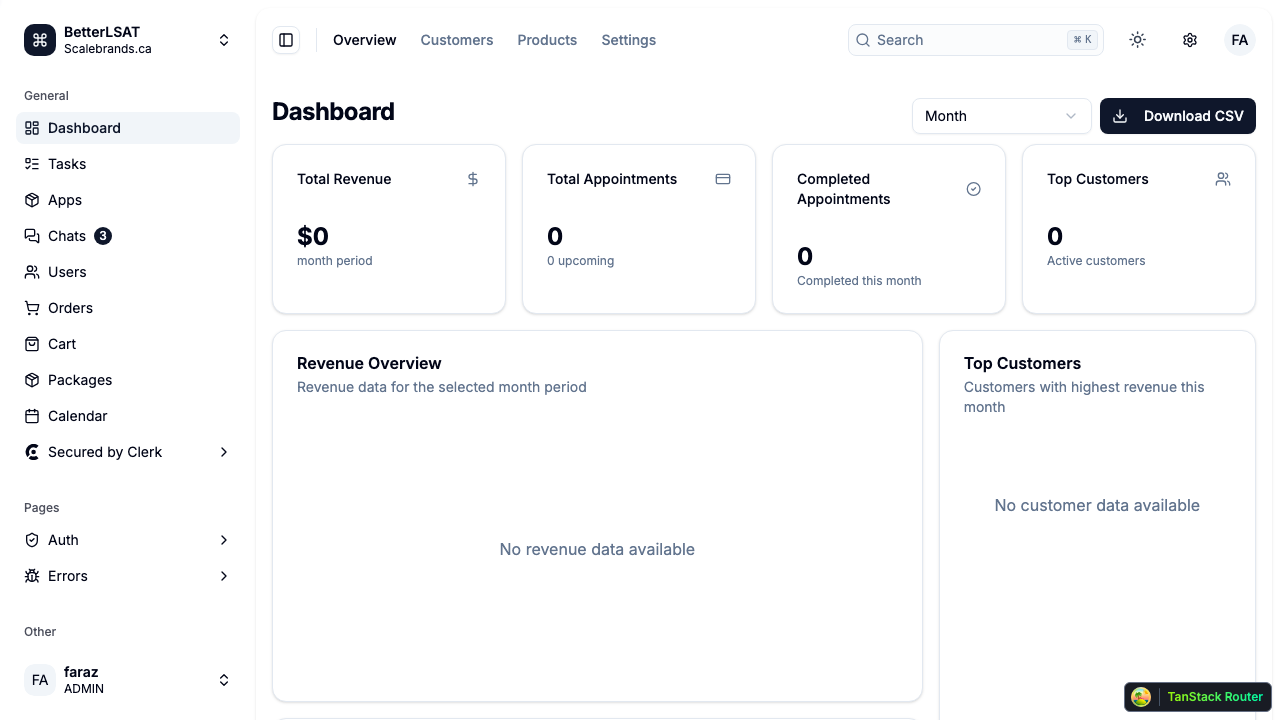 BetterLSAT
Scalebrands.ca
General
Dashboard
Tasks
Apps
Chats 3
Users
Orders
Cart
Packages
Calendar
Secured by Clerk
Pages
Auth
Errors
Other
FA
faraz
ADMIN
Overview Customers Products Settings
Search ⌘ K
FA
Dashboard
Month
Download CSV
Total Revenue
$0
month period
Total Appointments
0
0 upcoming
Completed
Appointments
0
Completed this month
Top Customers
0
Active customers
Revenue Overview
Revenue data for the selected month period
No revenue data available
Top Customers
Customers with highest revenue this
month
No customer data available
TanStack Router